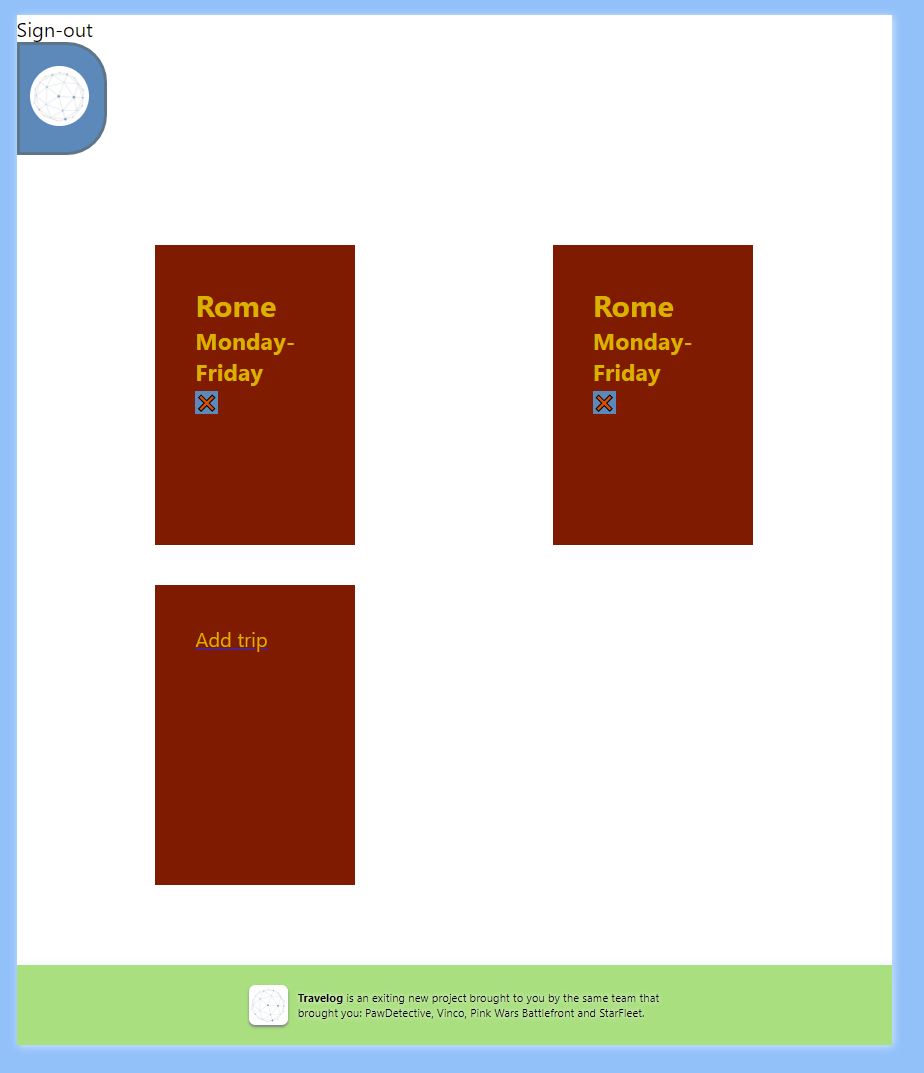 Sign-out
Rome
Monday-
Friday
Rome
Monday-
Friday
Add trip
Travelog is an exiting new project brought to you by the same team that
brought you: PawDetective, Vinco, Pink Wars Battlefront and StarFleet.